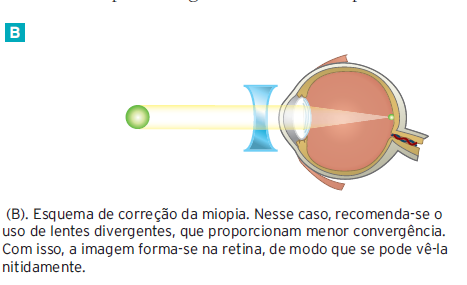 B
(B). Esquema de correção da miopia. Nesse caso, recomenda-se o
uso de lentes divergentes, que proporcionam menor convergência.
Com isso, a imagem forma-se na retina, de modo que se pode vê-la
nitidamente.